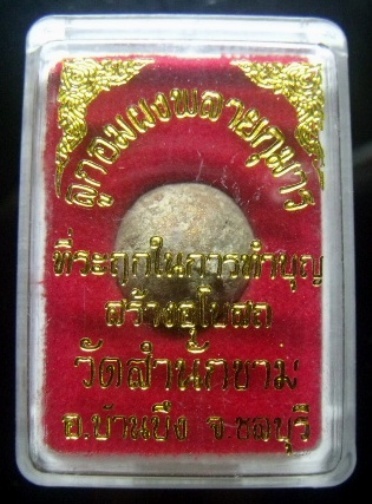 ลูกอมผงพลายกุมาร
ที่ระฤกในการทำบุญ
สร้างอุโบสถ
วัดสำนักขาม
อ.บ้านบึง จ.ชลบุรี